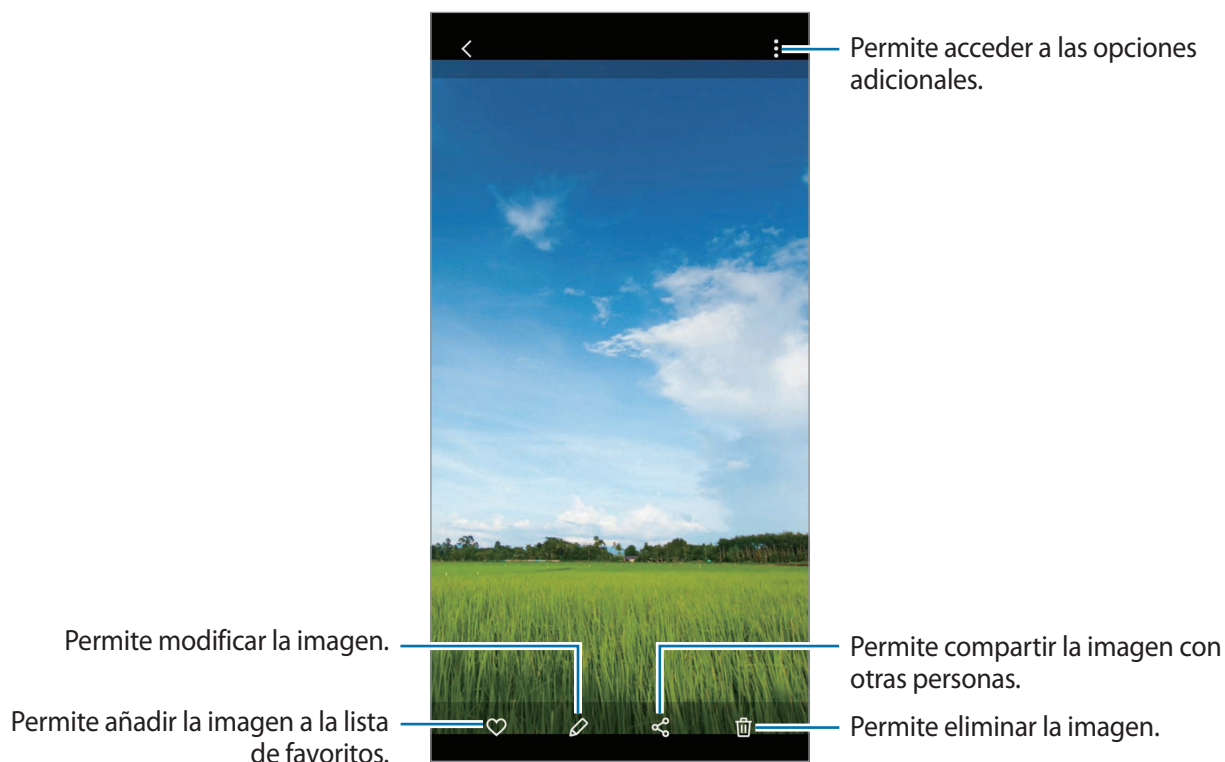 Permite acceder a las opciones
adicionales.
Permite modificar la imagen.
Permite compartir la imagen con
otras personas.
Permite añadir la imagen a la lista
de favoritos.
Permite eliminar la imagen.